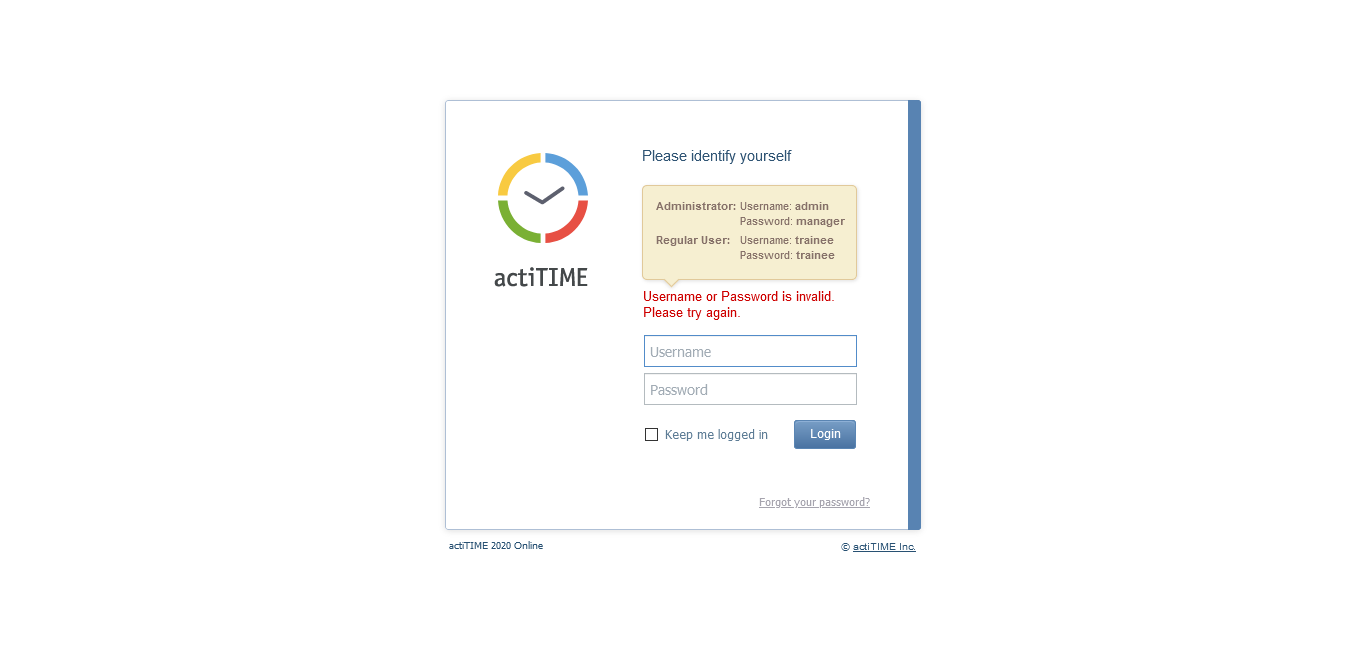 actiTIME
Please identify yourself
Administrator: Username: admin
Password: manager
Regular User: Username: trainee
Password: trainee
Username or Password is invalid.
Please try again.
Username
Password
Keep me logged in
Login
Forgot your password?
actiTIME 2020 Online
© actiTIME Inc.